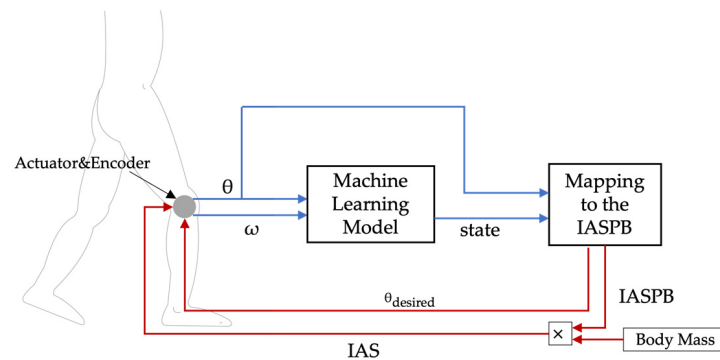 Actuator&Encoder
θ
ω
Machine
Learning
Model
state
Mapping
to the
IASPB
θdesired
IASPB
×
Body Mass
IAS